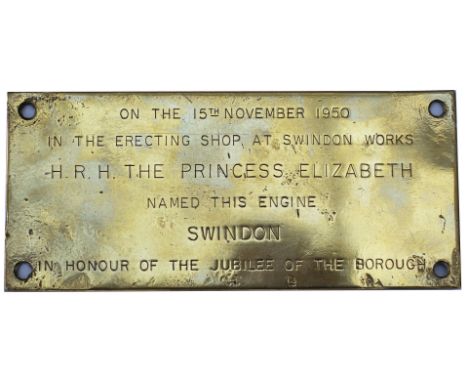 ON THE 15TH NOVEMBER 1950
IN THE ERECTING SHOP AT SWINDON WORKS
H.R.H. THE PRINCESS ELIZABETH
NAMED THIS ENGINE
SWINDON
IN HONOUR OF THE JUBILEE OF THE BOROUGH